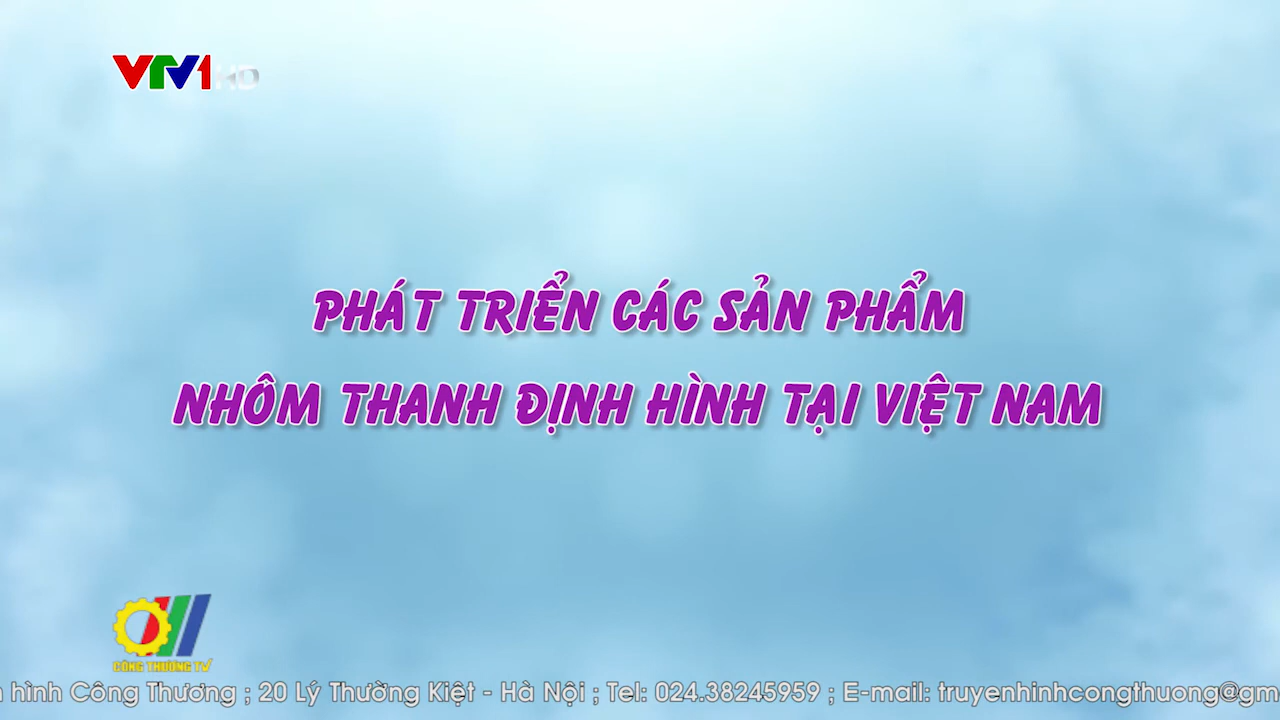 VTV1 HD
PHÁT TRIỂN CÁC SẢN PHẨM
NHÔM THANH ĐỊNH HÌNH TẠI VIỆT NAM
CÔNG THƯƠNG TV
hình Công Thương ; 20 Lý Thường Kiệt - Hà Nội ; Tel: 024.38245959 ; E-mail: truyenhinhcongthuong@gm